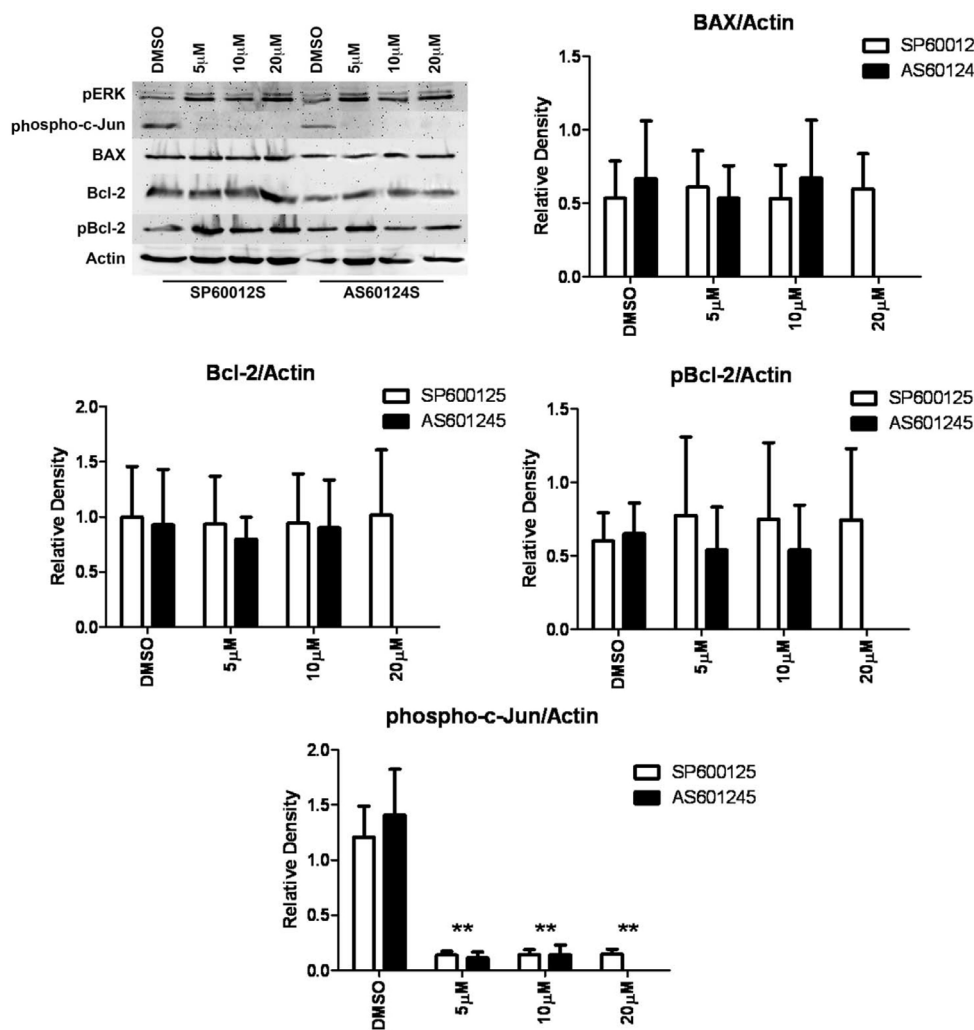 DMSO 5µM 10µM 20µM DMSO 5µM 10µM 20µM
pERK
phospho-c-Jun
BAX
Bcl-2
pBcl-2
Actin
SP60012S AS60124S
BAX/Actin
SP60012
AS60124
Relative Density
1.5
1.0
0.5
0.0
DMSO 5µM 10µM 20µM
Bcl-2/Actin
SP600125
AS601245
Relative Density
2.0
1.5
1.0
0.5
0.0
DMSO 5µM 10µM 20µM
pBcl-2/Actin
SP600125
AS601245
Relative Density
1.5
1.0
0.5
0.0
DMSO 5µM 10µM 20µM
phospho-c-Jun/Actin
SP600125
AS601245
Relative Density
2.0
1.5
1.0
0.5
0.0
** ** **
DMSO 5µM 10µM 20µM